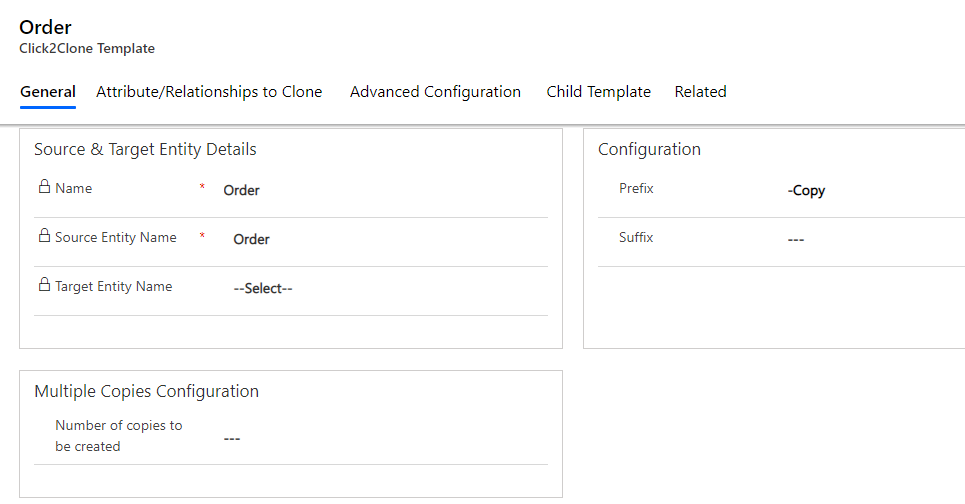 Order
Click2Clone Template
General Attribute/Relationships to Clone Advanced Configuration Child Template Related
Source & Target Entity Details
Name * Order
Source Entity Name * Order
Target Entity Name --Select--
Configuration
Prefix -Copy
Suffix ---
Multiple Copies Configuration
Number of copies to
be created ---